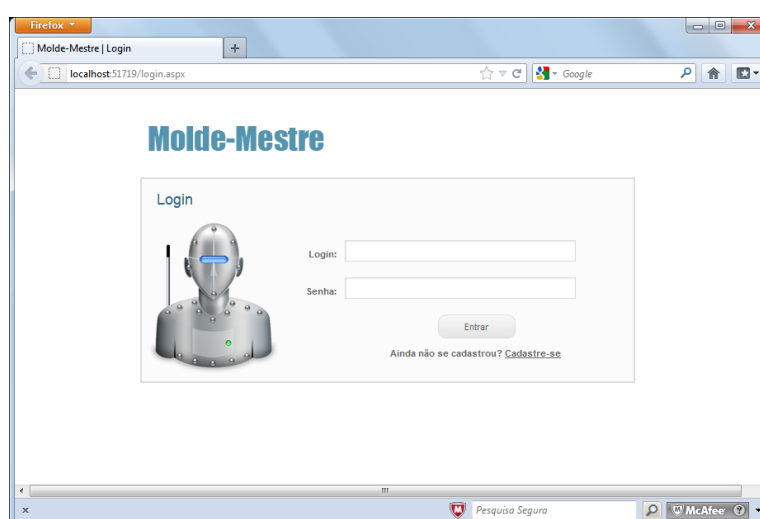 Firefox
Molde-Mestre | Login
localhost:51719/login.aspx
Google
Molde-Mestre
Login
Login:
Senha:
Entrar
Ainda não se cadastrou? Cadastre-se
Pesquisa Segura
McAfee